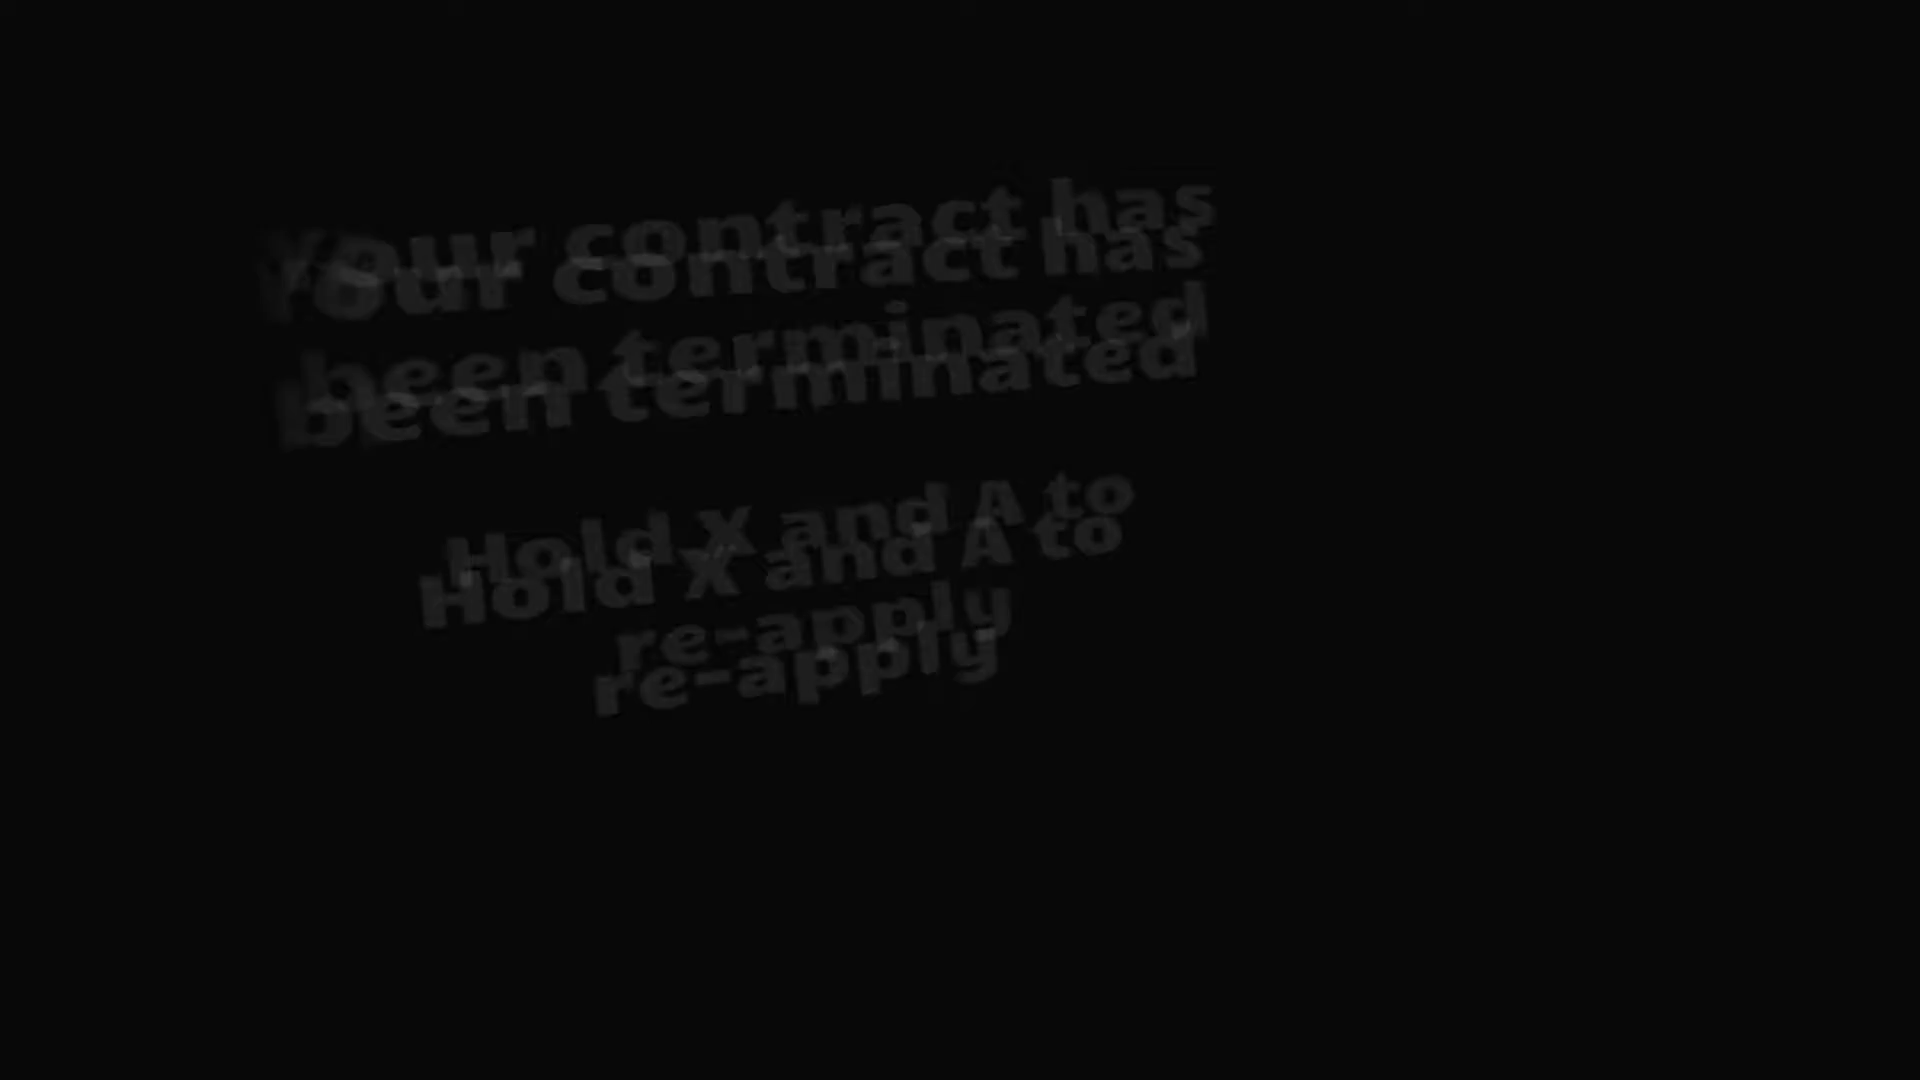 Your contract has
been terminated
Hold X and A to
re-apply